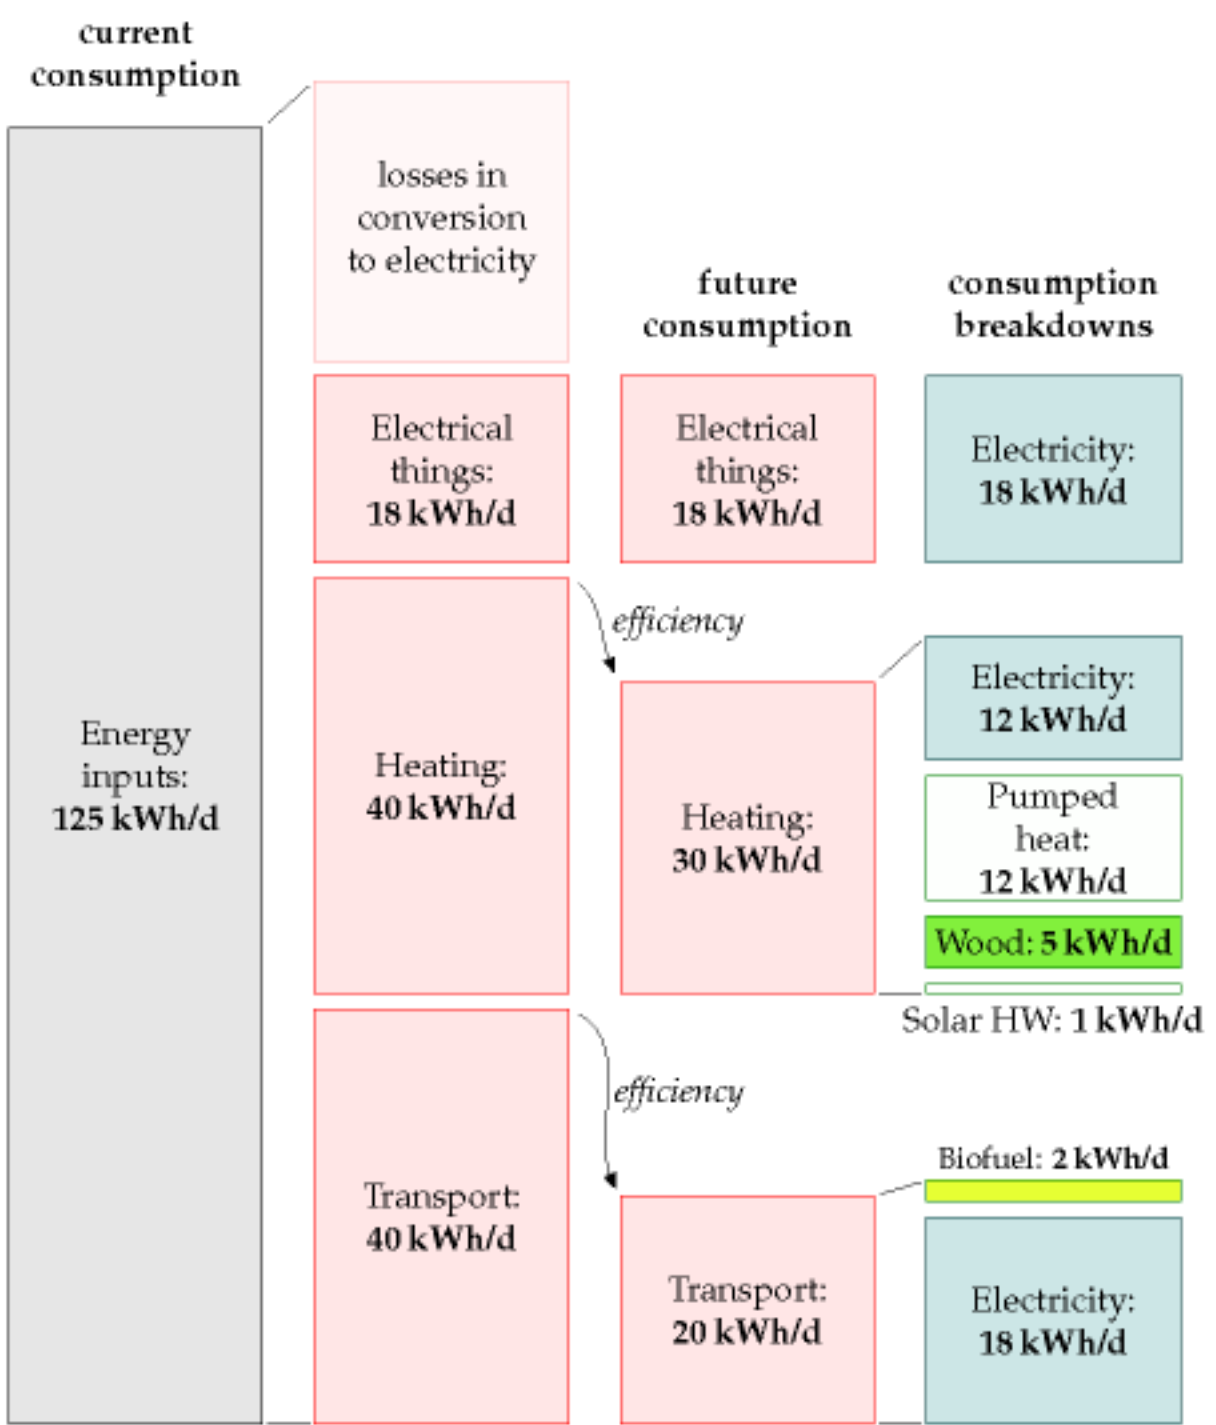 current
consumption
Energy
inputs:
125 kWh/d
losses in
conversion
to electricity
Electrical
things:
18 kWh/d
Heating:
40 kWh/d
Transport:
40 kWh/d
future
consumption
Electrical
things:
18 kWh/d
efficiency
Heating:
30 kWh/d
efficiency
Transport:
20 kWh/d
consumption
breakdowns
Electricity:
18 kWh/d
Electricity:
12 kWh/d
Pumped
heat:
12 kWh/d
Wood: 5 kWh/d
Solar HW: 1 kWh/d
Biofuel: 2 kWh/d
Electricity:
18 kWh/d